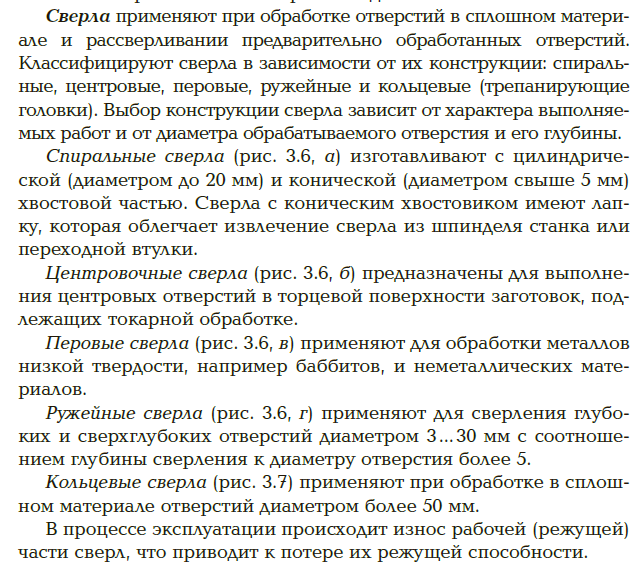 Сверла применяют при обработке отверстий в сплошном матери-
але и рассверливании предварительно обработанных отверстий.
Классифицируют сверла в зависимости от их конструкции: спираль-
ные, центровые, перовые, ружейные и кольцевые (трепанирующие
головки). Выбор конструкции сверла зависит от характера выполняе-
мых работ и от диаметра обрабатываемого отверстия и его глубины.
Спиральные сверла (рис. 3.6, а) изготавливают с цилиндриче-
ской (диаметром до 20 мм) и конической (диаметром свыше 5 мм)
хвостовой частью. Сверла с коническим хвостовиком имеют лап-
ку, которая облегчает извлечение сверла из шпинделя станка или
переходной втулки.
Центровочные сверла (рис. 3.6, б) предназначены для выполне-
ния центровых отверстий в торцевой поверхности заготовок, под-
лежащих токарной обработке.
Перовые сверла (рис. 3.6, в) применяют для обработки металлов
низкой твердости, например баббитов, и неметаллических мате-
риалов.
Ружейные сверла (рис. 3.6, г) применяют для сверления глубо-
ких и сверхглубоких отверстий диаметром 3...30 мм с соотноше-
нием глубины сверления к диаметру отверстия более 5.
Кольцевые сверла (рис. 3.7) применяют при обработке в сплош-
ном материале отверстий диаметром более 50 мм.
В процессе эксплуатации происходит износ рабочей (режущей)
части сверл, что приводит к потере их режущей способности.